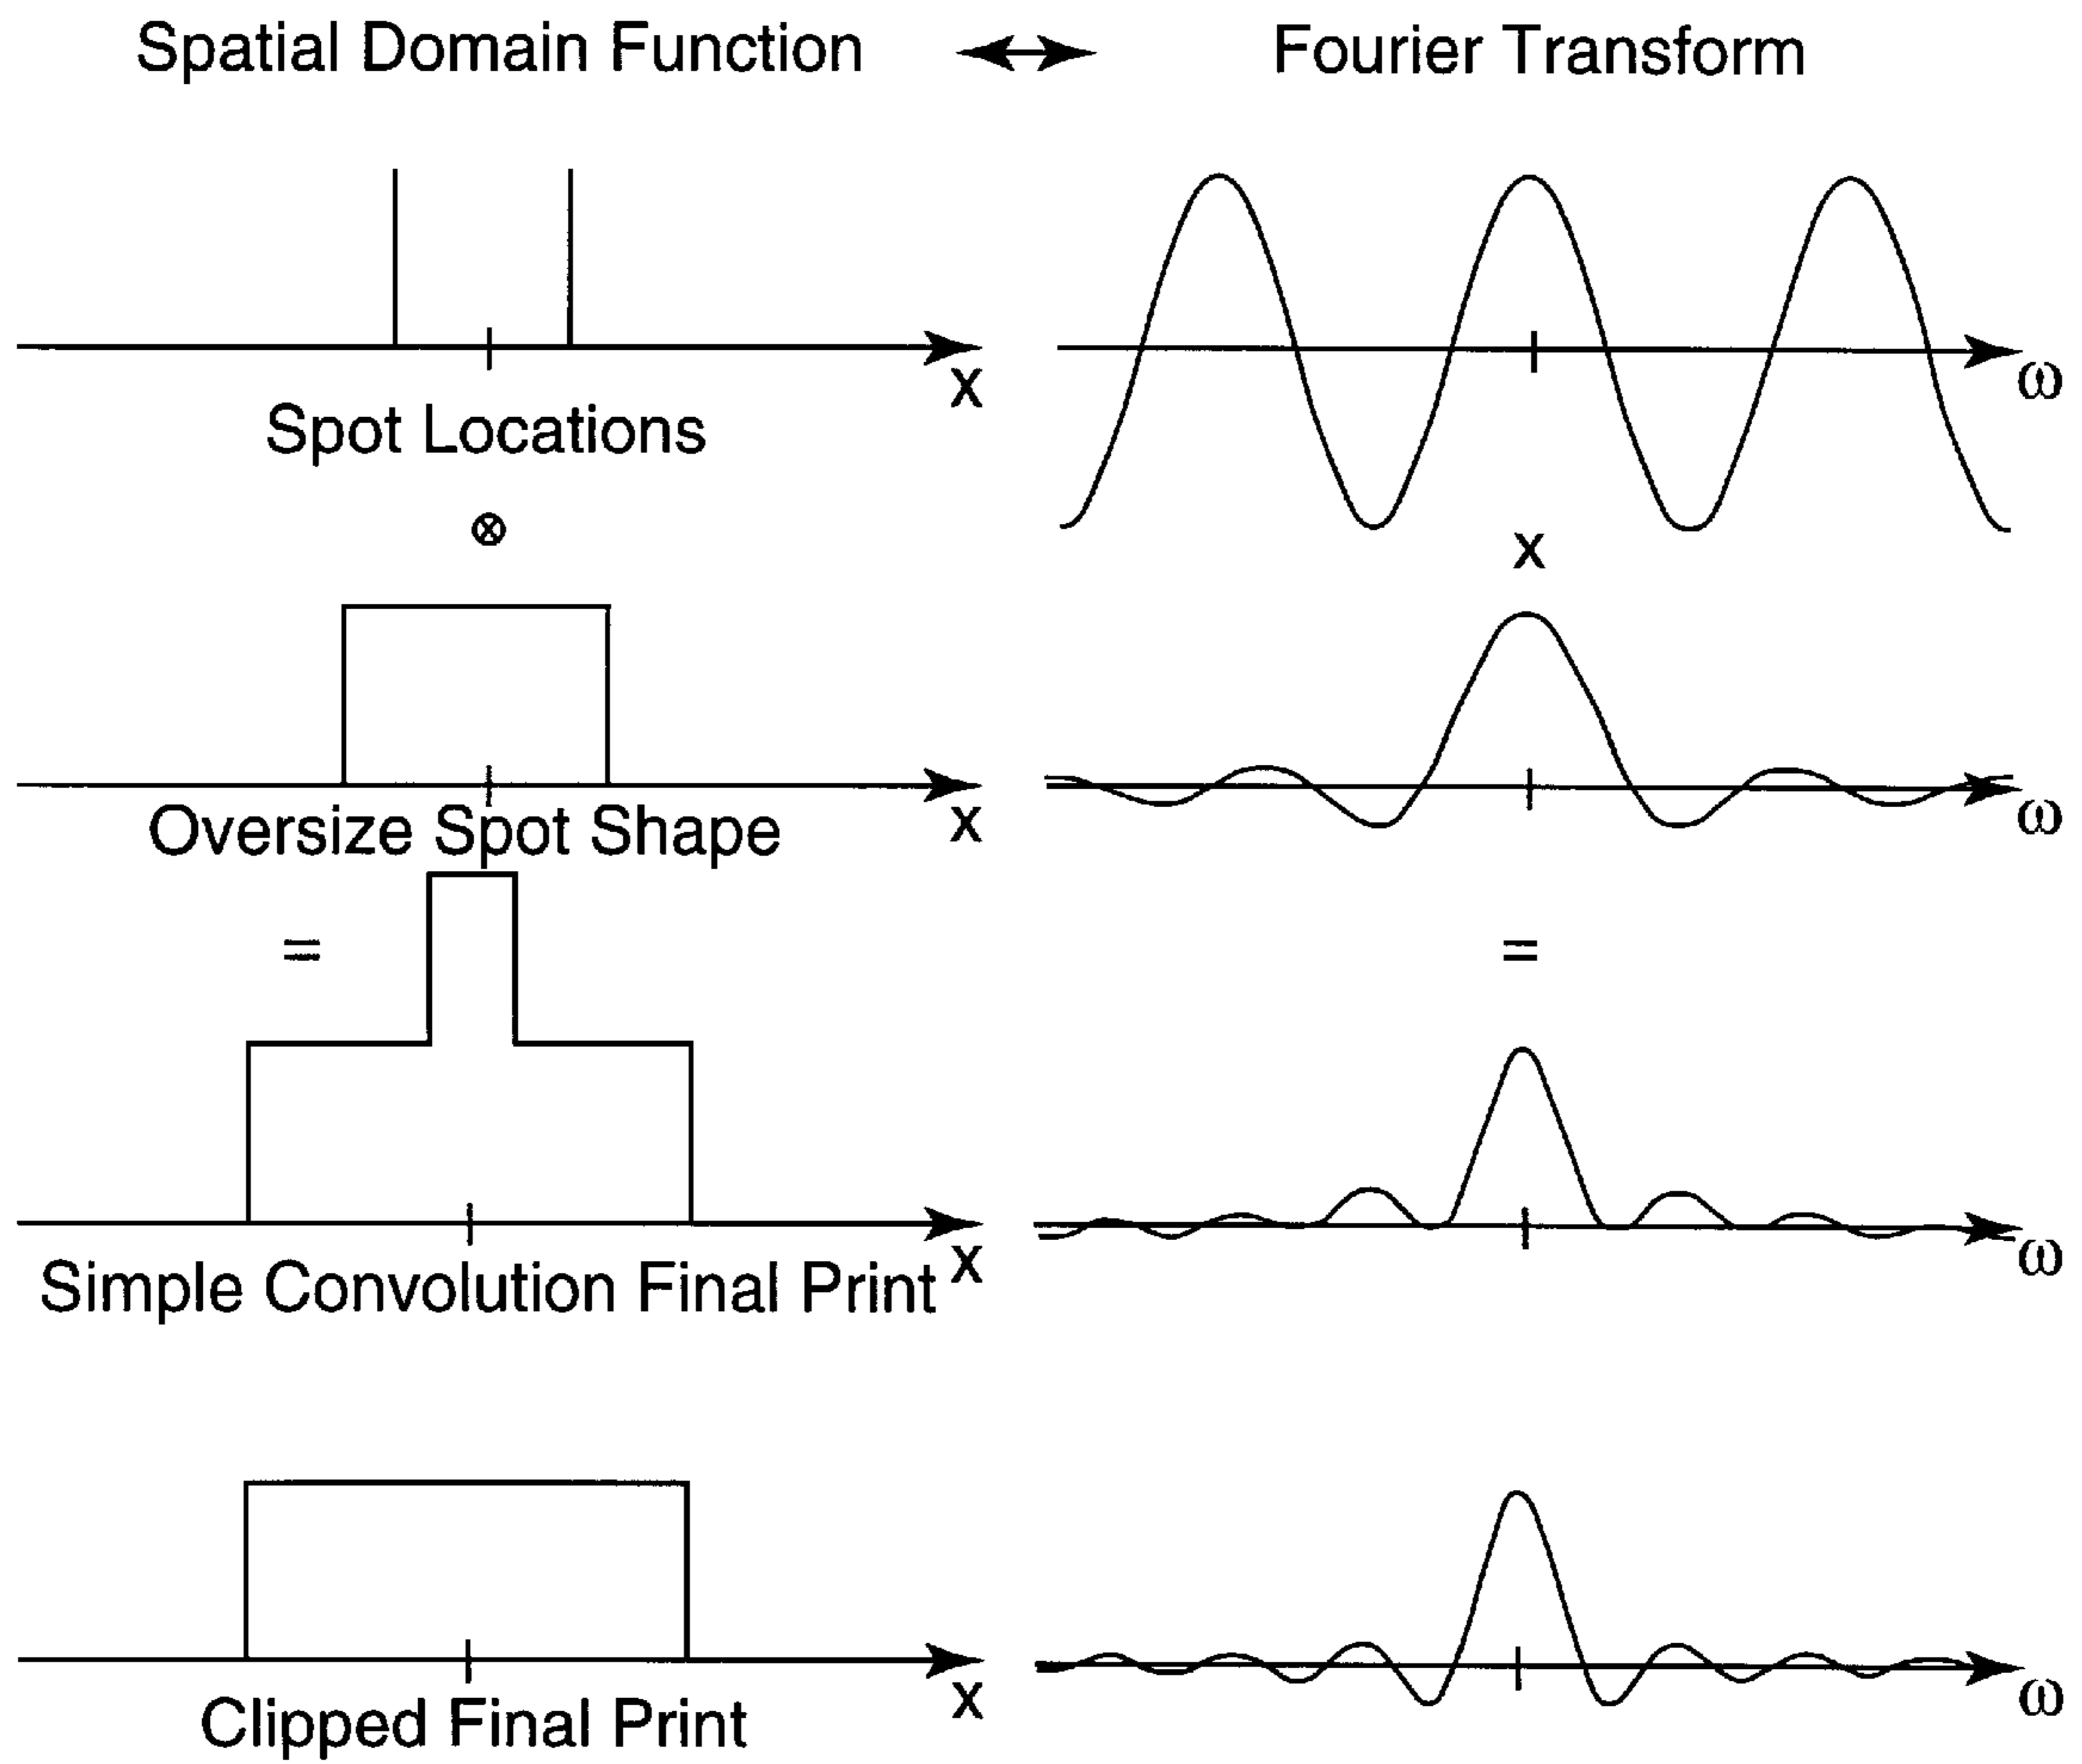 Spatial Domain Function Fourier Transform
x ω
Spot Locations
⊗ x
x ω
Oversize Spot Shape
= =
x ω
Simple Convolution Final Print
x ω
Clipped Final Print